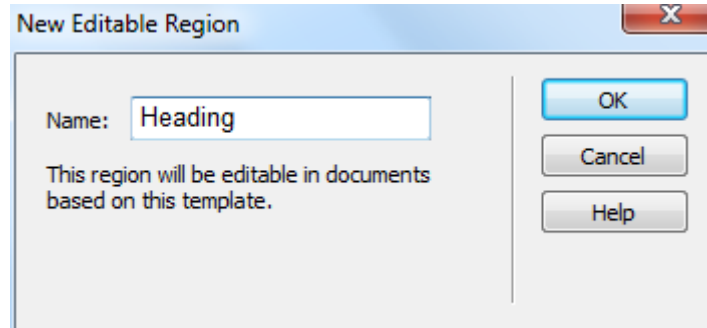 New Editable Region
Name: Heading
This region will be editable in documents
based on this template.
OK
Cancel
Help